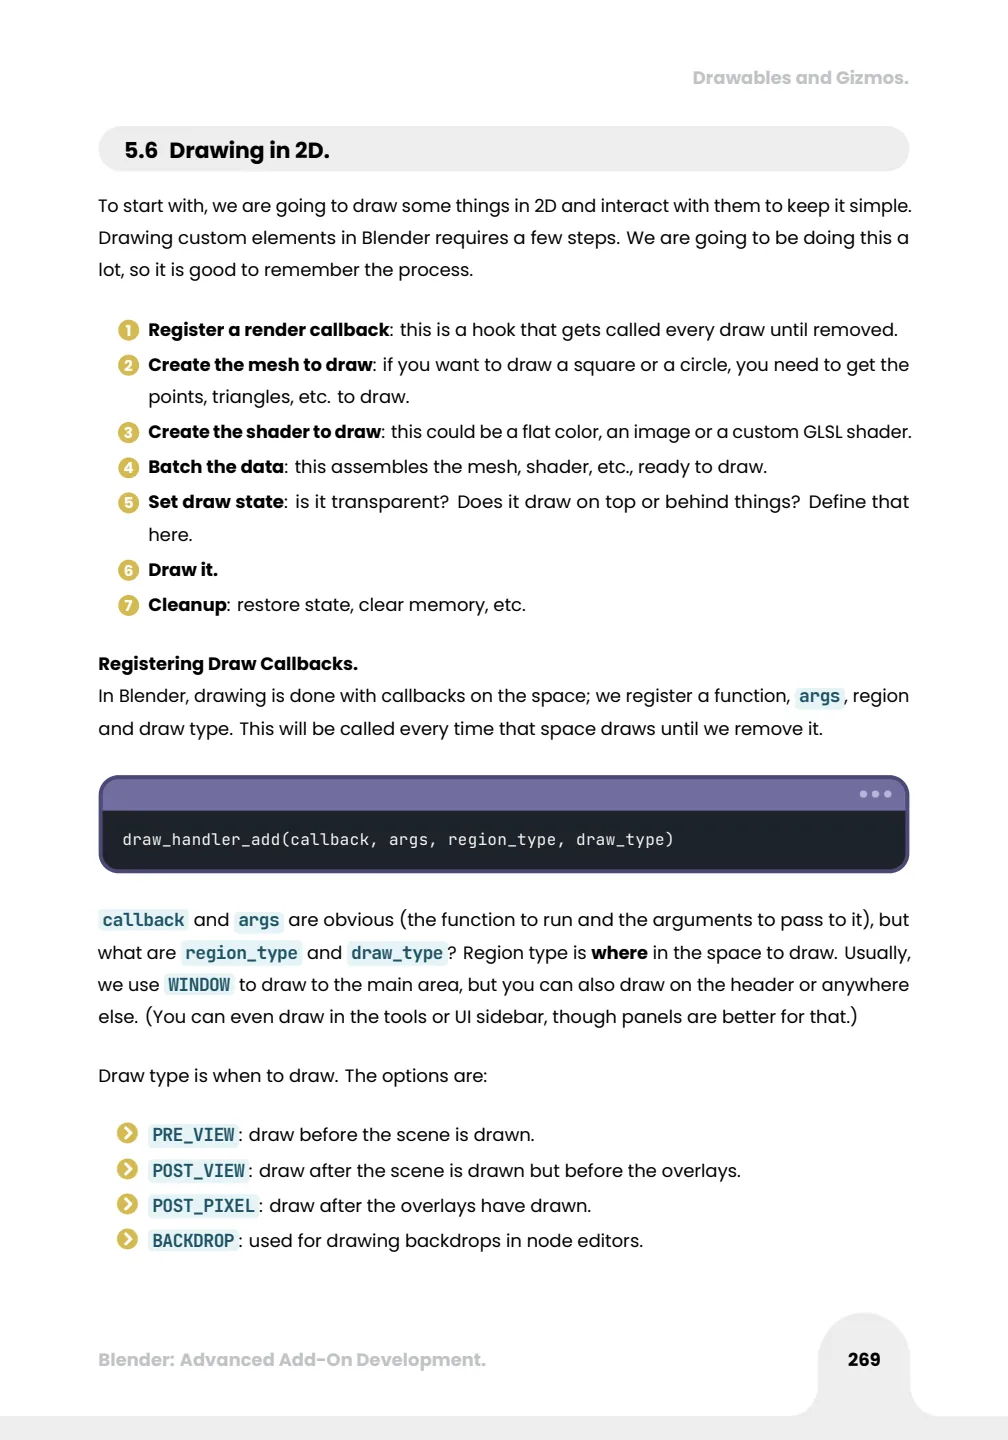 Drawables and Gizmos.
5.6 Drawing in 2D.
To start with, we are going to draw some things in 2D and interact with them to keep it simple.
Drawing custom elements in Blender requires a few steps. We are going to be doing this a
lot, so it is good to remember the process.
1 Register a render callback: this is a hook that gets called every draw until removed.
2 Create the mesh to draw: if you want to draw a square or a circle, you need to get the
points, triangles, etc. to draw.
3 Create the shader to draw: this could be a flat color, an image or a custom GLSL shader.
4 Batch the data: this assembles the mesh, shader, etc., ready to draw.
5 Set draw state: is it transparent? Does it draw on top or behind things? Define that
here.
6 Draw it.
7 Cleanup: restore state, clear memory, etc.
Registering Draw Callbacks.
In Blender, drawing is done with callbacks on the space; we register a function, args, region
and draw type. This will be called every time that space draws until we remove it.
draw_handler_add(callback, args, region_type, draw_type)
callback and args are obvious (the function to run and the arguments to pass to it), but
what are region_type and draw_type? Region type is where in the space to draw. Usually,
we use WINDOW to draw to the main area, but you can also draw on the header or anywhere
else. (You can even draw in the tools or UI sidebar, though panels are better for that.)
Draw type is when to draw. The options are:
PRE_VIEW: draw before the scene is drawn.
POST_VIEW: draw after the scene is drawn but before the overlays.
POST_PIXEL: draw after the overlays have drawn.
BACKDROP: used for drawing backdrops in node editors.
Blender: Advanced Add-On Development.
269